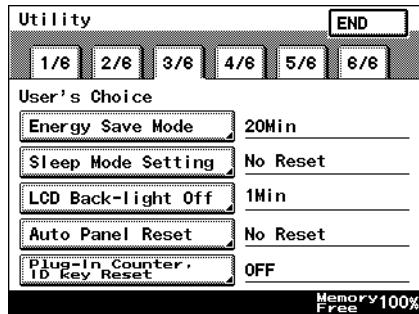 Utility
END
1/6 2/6 3/6 4/6 5/6 6/6
User's Choice
Energy Save Mode 20Min
Sleep Mode Setting No Reset
LCD Back-light Off 1Min
Auto Panel Reset No Reset
Plug-In Counter,
ID key Reset
OFF
Memory
Free 100%